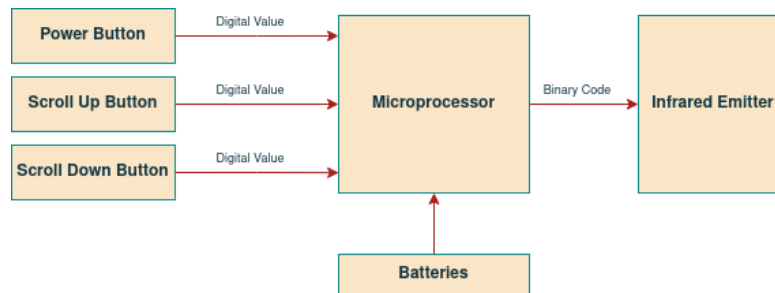 Power Button
Digital Value
Scroll Up Button
Digital Value
Scroll Down Button
Digital Value
Microprocessor
Binary Code
Infrared Emitter
Batteries